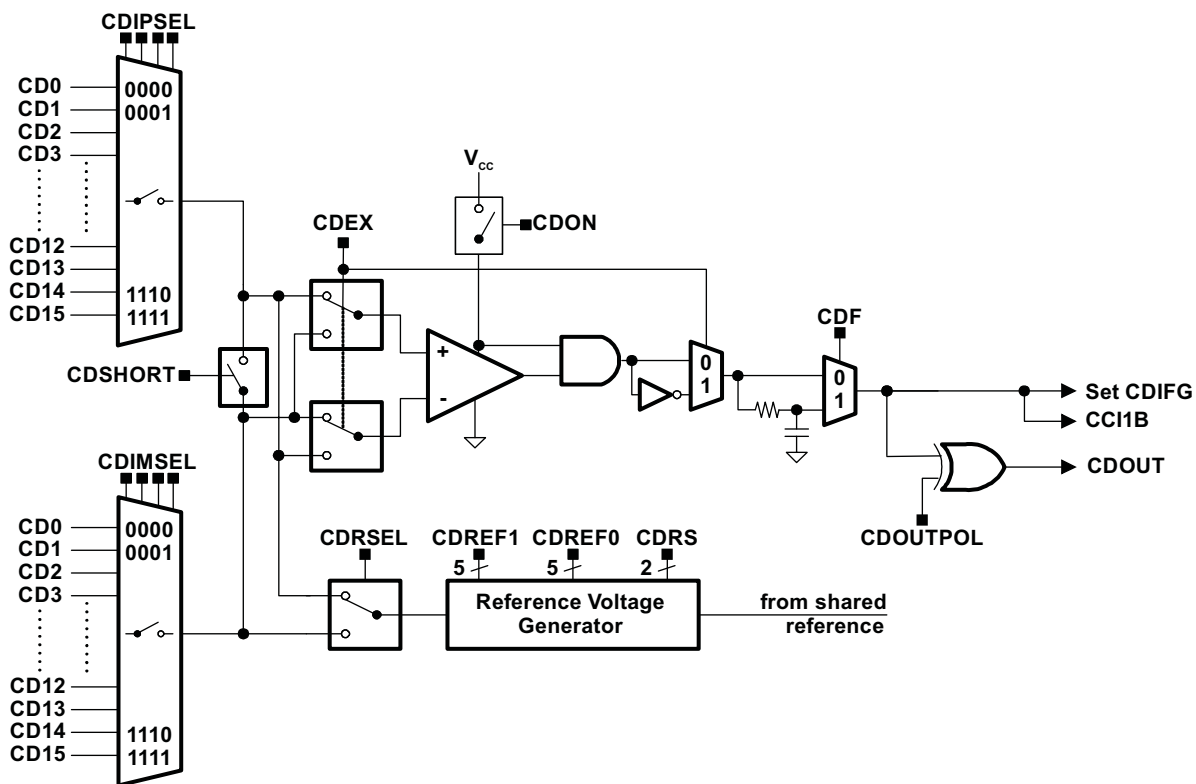 CDIPSEL
CD0
CD1
CD2
CD3
CD12
CD13
CD14
CD15
0000
0001
1110
1111
CDSHORT
CDEX
VCC
CDON
+
-
0
1
CDF
0
1
Set CDIFG
CCI1B
CDOUT
CDOUTPOL
CDIMSEL
CD0
CD1
CD2
CD3
CD12
CD13
CD14
CD15
0000
0001
1110
1111
CDRSEL
CDREF1
CDREF0
CDRS
5
5
2
Reference Voltage
Generator
from shared
reference